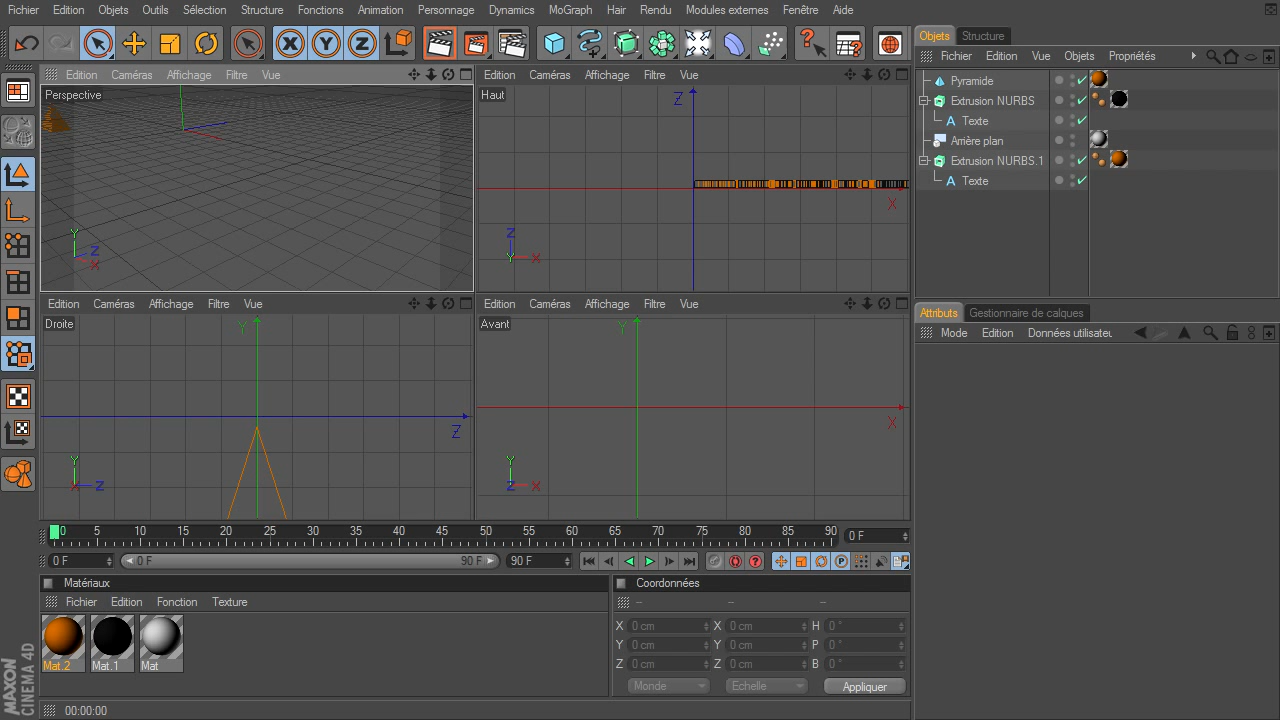 Fichier Edition Objets Outils Sélection Structure Fonctions Animation Personnage Dynamics MoGraph Hair Rendu Modules externes Fenêtre Aide
Objets Structure
Fichier Edition Vue Objets Propriétés
Pyramide
Extrusion NURBS
Texte
Arrière plan
Extrusion NURBS.1
Texte
Edition Caméras Affichage Filtre Vue
Perspective
Y
Z
X
Edition Caméras Affichage Filtre Vue
Haut
Z
X
Z
Y X
Edition Caméras Affichage Filtre Vue
Droite
Y
Z
Y
X Z
Edition Caméras Affichage Filtre Vue
Avant
Y
X
Y
Z X
Attributs Gestionnaire de calques
Mode Edition Données utilisateu
0 5 10 15 20 25 30 35 40 45 50 55 60 65 70 75 80 85 90 0 F
0 F 0 F 90 F 90 F
Matériaux
Fichier Edition Fonction Texture
Mat.2 Mat.1 Mat
Coordonnées
-- -- --
X 0 cm X 0 cm H 0 °
Y 0 cm Y 0 cm P 0 °
Z 0 cm Z 0 cm B 0 °
Monde Echelle Appliquer
MAXON
CINEMA 4D
00:00:00